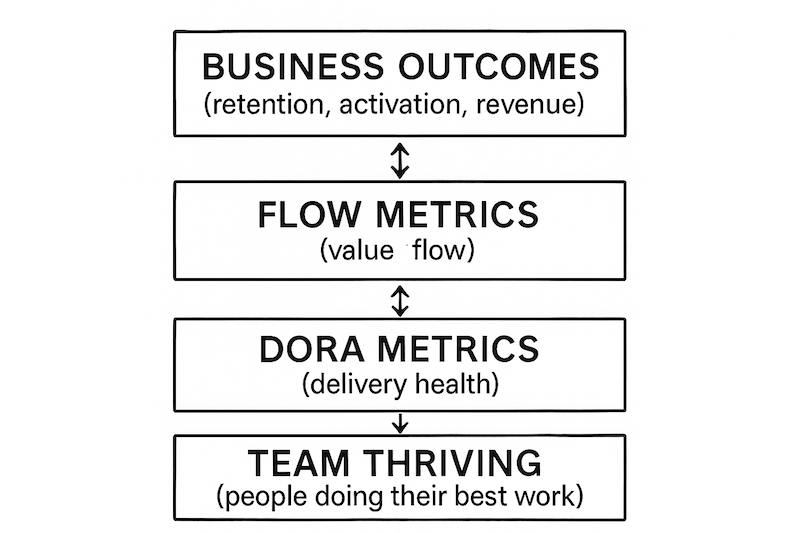 BUSINESS OUTCOMES
(retention, activation, revenue)
FLOW METRICS
(value flow)
DORA METRICS
(delivery health)
TEAM THRIVING
(people doing their best work)